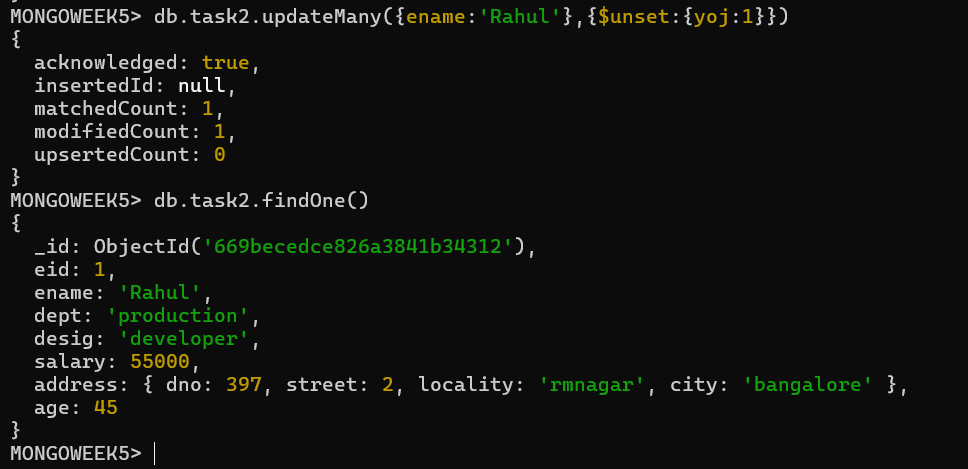 MONGOWEEK5> db.task2.updateMany({ename:'Rahul'},{$unset:{yoj:1}})
{
  acknowledged: true,
  insertedId: null,
  matchedCount: 1,
  modifiedCount: 1,
  upsertedCount: 0
}
MONGOWEEK5> db.task2.findOne()
{
  _id: ObjectId('669becedce826a3841b34312'),
  eid: 1,
  ename: 'Rahul',
  dept: 'production',
  desig: 'developer',
  salary: 55000,
  address: { dno: 397, street: 2, locality: 'rmnagar', city: 'bangalore' },
  age: 45
}
MONGOWEEK5>